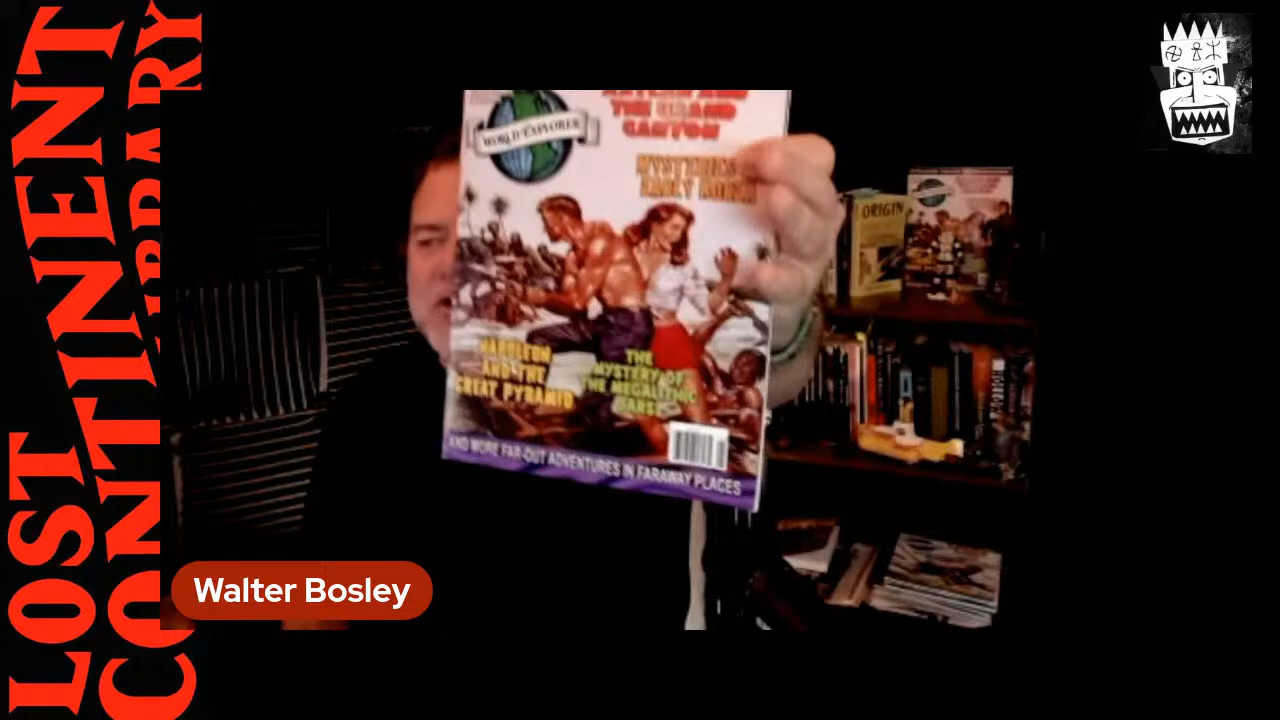 LOST CONTINENT
LIBRARY
WORLD EXPLORER
THE GRAND
CANYON
MYSTERIES
NAPOLEON
AND THE
GREAT PYRAMID
THE
MYSTERY OF
THE MEGALITHIC
AND MORE FAR-OUT ADVENTURES IN FARAWAY PLACES
ORIGIN
Walter Bosley